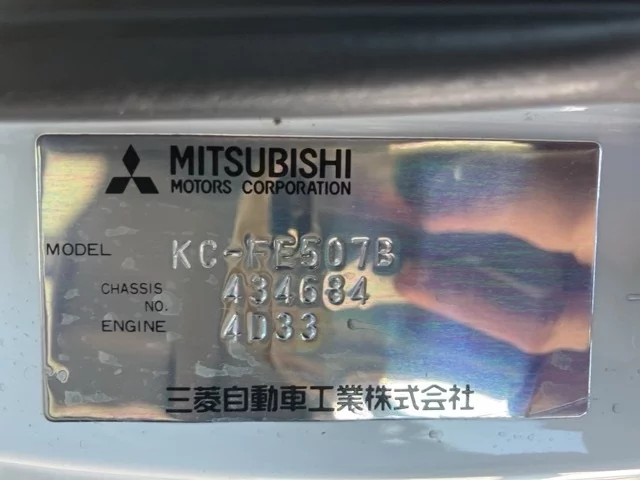 MITSUBISHI
MOTORS CORPORATION
MODEL KC-FE507B
CHASSIS NO. 434684
ENGINE 4D33
三菱自動車工業株式会社